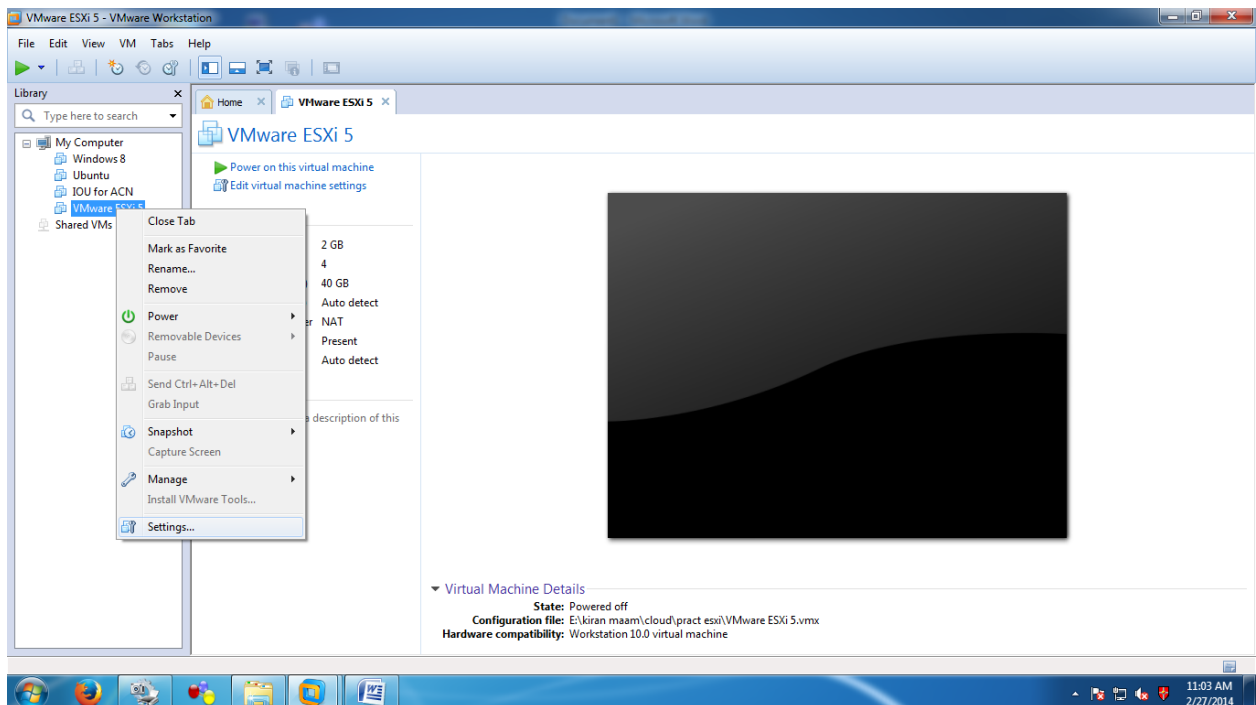 VMware ESXi 5 - VMware Workstation
File Edit View VM Tabs Help
Library
Type here to search
My Computer
Windows 8
Ubuntu
IOU for ACN
VMware ESXi 5
Shared VMs
Close Tab
Mark as Favorite
Rename...
Remove
Power
Removable Devices
Pause
Send Ctrl+Alt+Del
Grab Input
Snapshot
Capture Screen
Manage
Install VMware Tools...
Settings...
Home
VMware ESXi 5
VMware ESXi 5
Power on this virtual machine
Edit virtual machine settings
2 GB
4
40 GB
Auto detect
NAT
Present
Auto detect
description of this
Virtual Machine Details
State: Powered off
Configuration file: E:\kiran maam\cloud\pract esxi\VMware ESXi 5.vmx
Hardware compatibility: Workstation 10.0 virtual machine
11:03 AM
2/27/2014